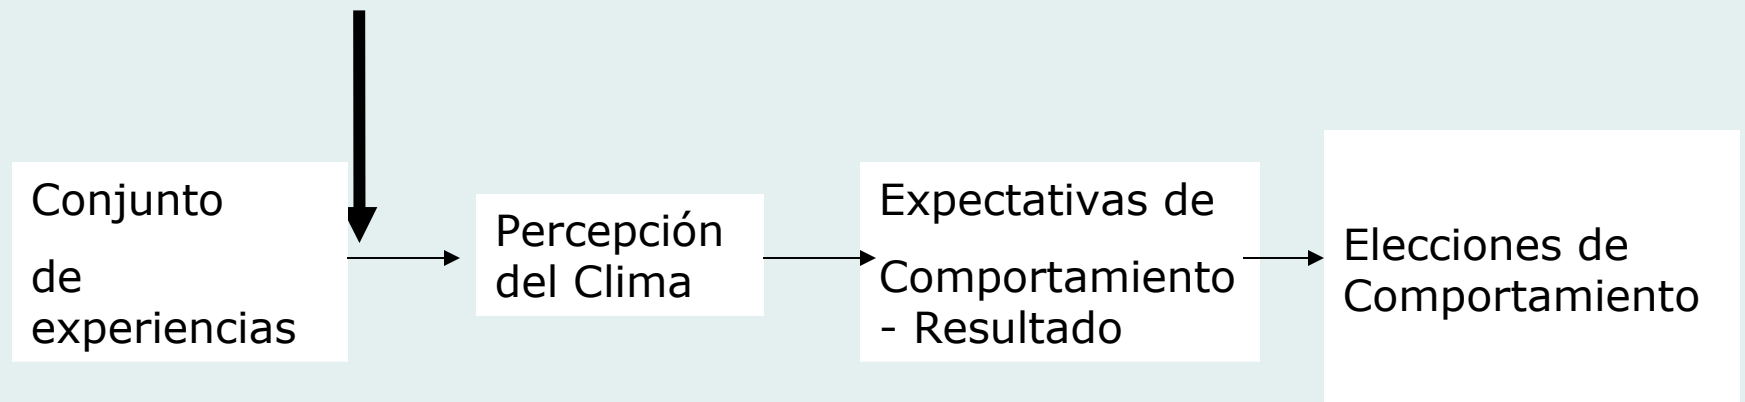 Conjunto
de
experiencias
Percepción
del Clima
Expectativas de
Comportamiento
- Resultado
Elecciones de
Comportamiento